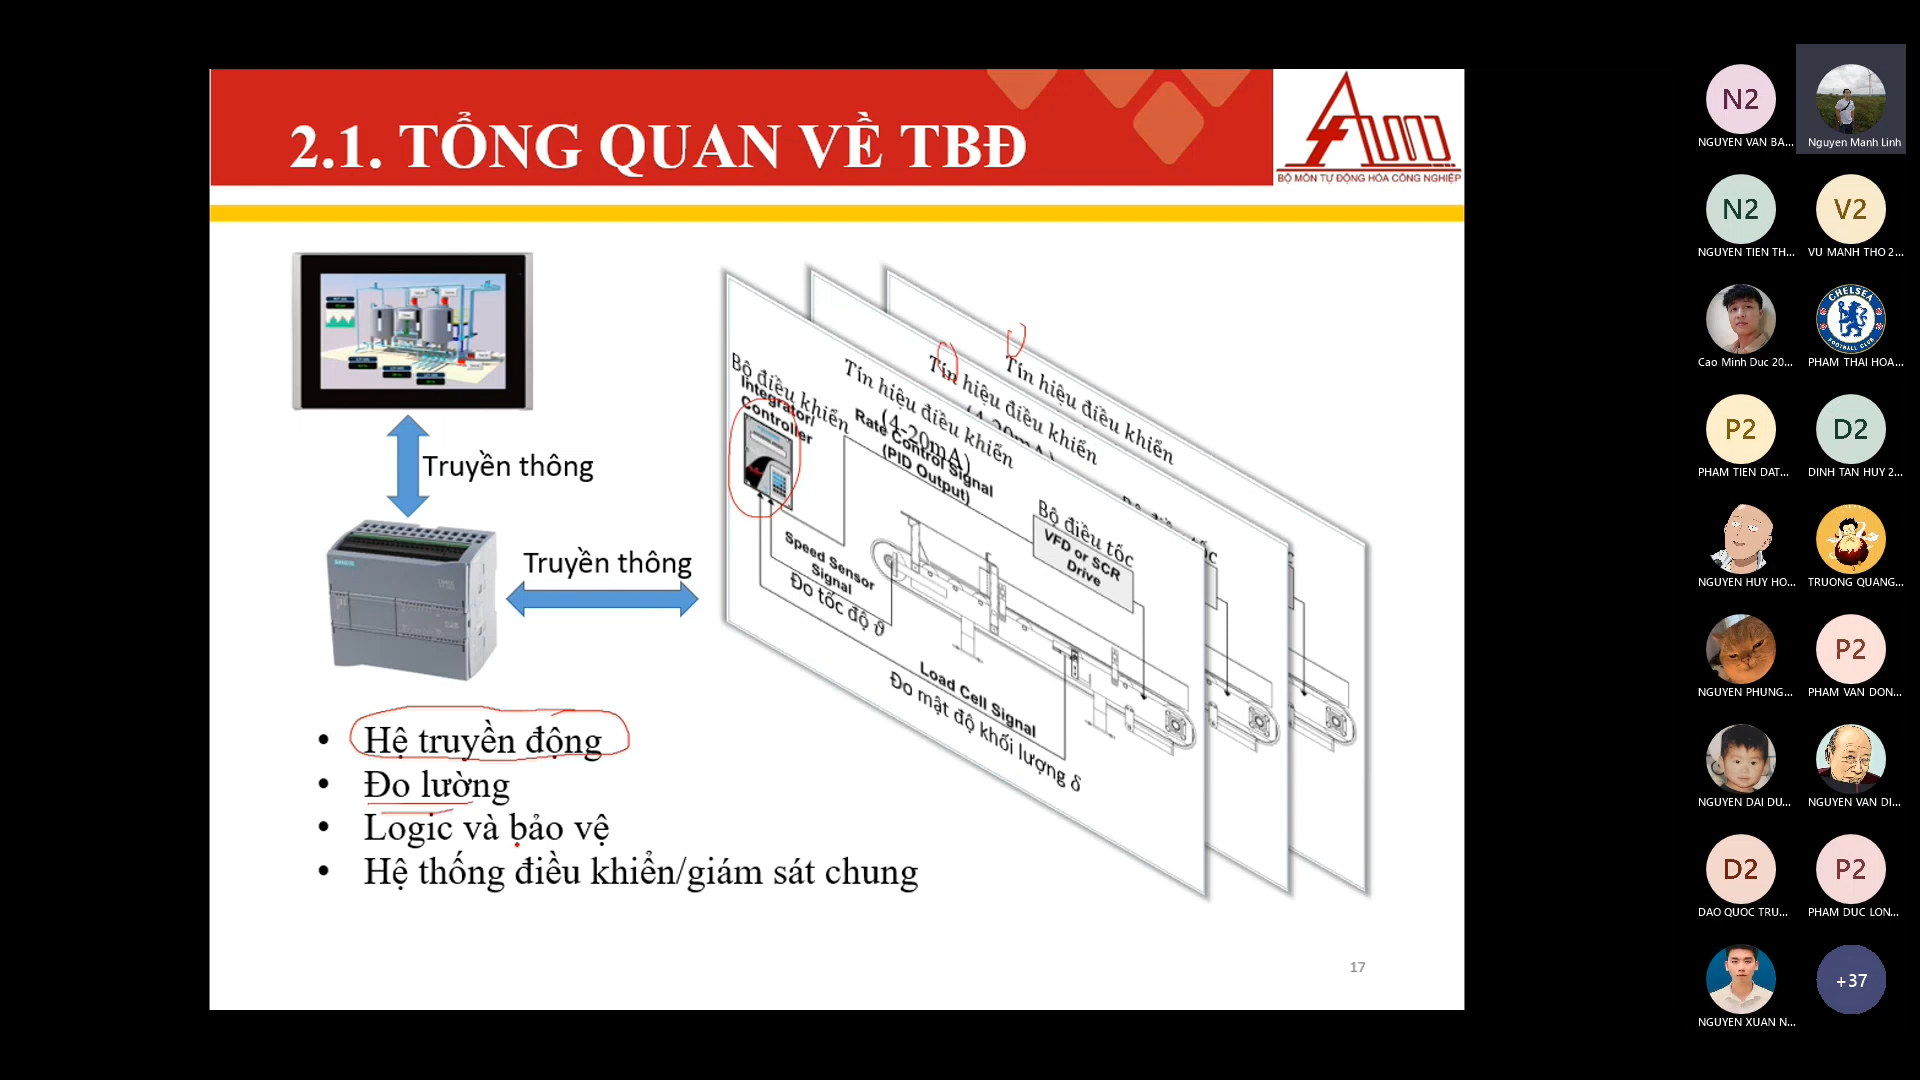 2.1. TỔNG QUAN VỀ TBĐ
BỘ MÔN TỰ ĐỘNG HÓA CÔNG NGHIỆP
Truyền thông
SIEMENS
Truyền thông
Bộ điều khiển
Integrator/
Controller
Tín hiệu điều khiển
(4-20mA)
Rate Control Signal
(PID Output)
Tín hiệu điều khiển
Tín hiệu điều khiển
Bộ điều tốc
VFD or SCR
Drive
Speed Sensor
Signal
Đo tốc độ ϑ
Load Cell Signal
Đo mật độ khối lượng δ
• Hệ truyền động
• Đo lường
• Logic và bảo vệ
• Hệ thống điều khiển/giám sát chung
17
N2
NGUYEN VAN BA...
Nguyen Manh Linh
N2
NGUYEN TIEN TH...
V2
VU MANH THO 2...
Cao Minh Duc 20...
CHELSEA
FOOTBALL CLUB
PHAM THAI HOA...
P2
PHAM TIEN DAT...
D2
DINH TAN HUY 2...
NGUYEN HUY HO...
TRUONG QUANG...
NGUYEN PHUNG...
P2
PHAM VAN DON...
NGUYEN DAI DU...
NGUYEN VAN DI...
D2
DAO QUOC TRU...
P2
PHAM DUC LON...
NGUYEN XUAN N...
+37